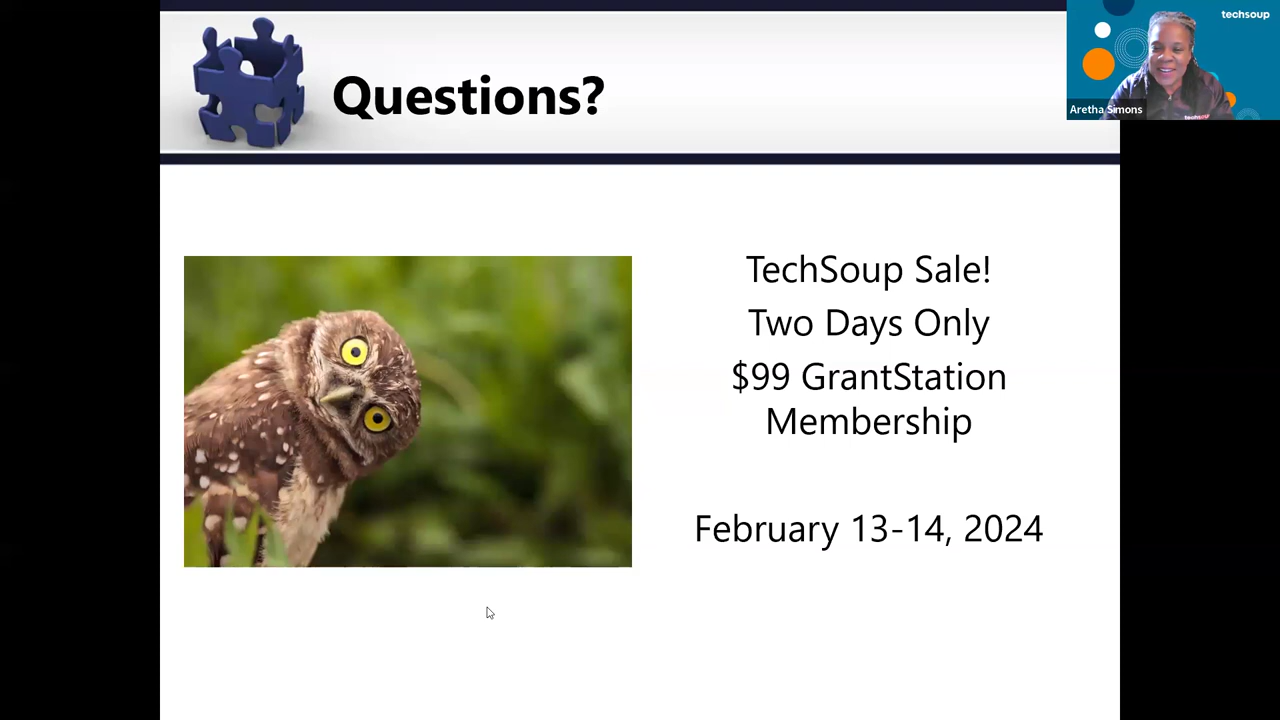 techsoup
Questions?
Aretha Simons
TechSoup Sale!
Two Days Only
$99 GrantStation
Membership
February 13-14, 2024